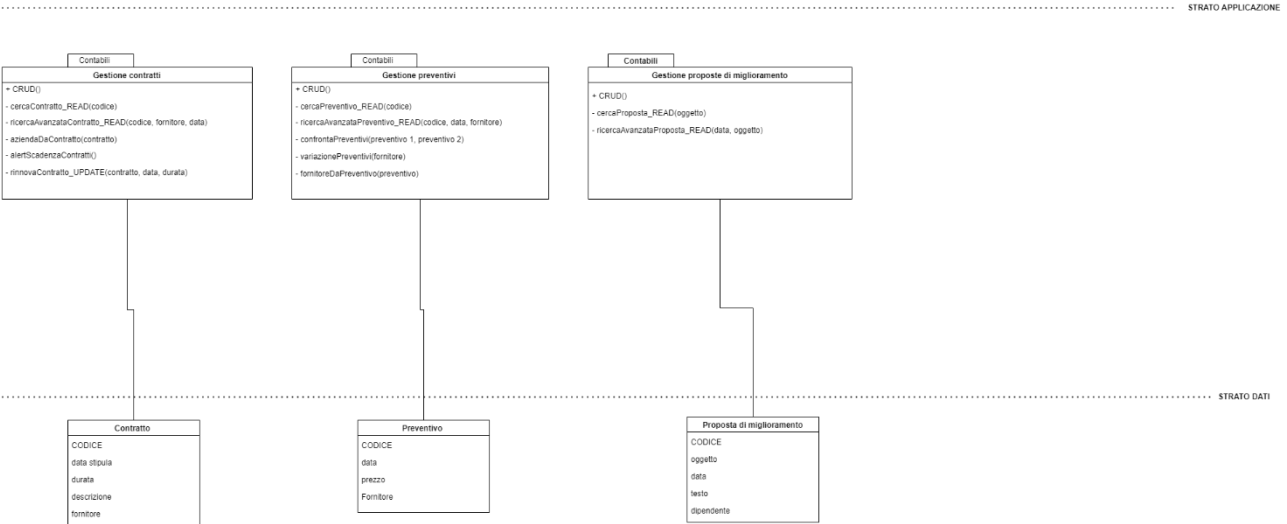 STRATO APPLICAZIONE
Contabili
Gestione contratti
+ CRUD()
- cercaContratto_READ(codice)
- ricercaAvanzataContratto_READ(codice, fornitore, data)
- aziendaDaContratto(contratto)
- alertScadenzaContratti()
- rinnovaContratto_UPDATE(contratto, data, durata)
Contabili
Gestione preventivi
+ CRUD()
- cercaPreventivo_READ(codice)
- ricercaAvanzataPreventivo_READ(codice, data, fornitore)
- confrontaPreventivi(preventivo 1, preventivo 2)
- variazionePreventivi(fornitore)
- fornitoreDaPreventivo(preventivo)
Contabili
Gestione proposte di miglioramento
+ CRUD()
- cercaProposta_READ(oggetto)
- ricercaAvanzataProposta_READ(data, oggetto)
STRATO DATI
Contratto
CODICE
data stipula
durata
descrizione
fornitore
Preventivo
CODICE
data
prezzo
Fornitore
Proposta di miglioramento
CODICE
oggetto
data
testo
dipendente